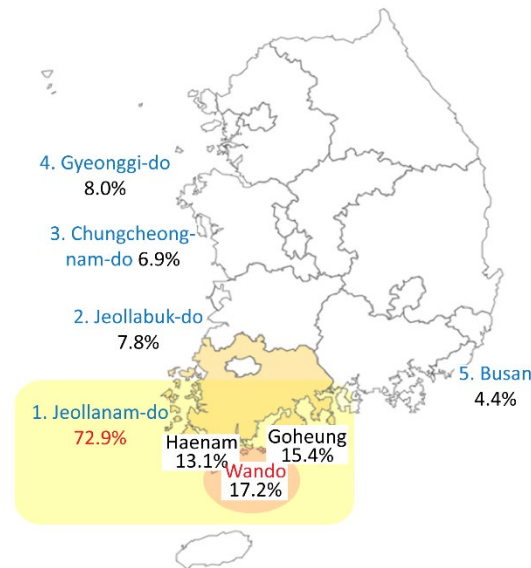 4. Gyeonggi-do
8.0%
3. Chungcheong-
nam-do 6.9%
2. Jeollabuk-do
7.8%
5. Busan
4.4%
1. Jeollanam-do
72.9%
Haenam
13.1%
Goheung
15.4%
Wando
17.2%